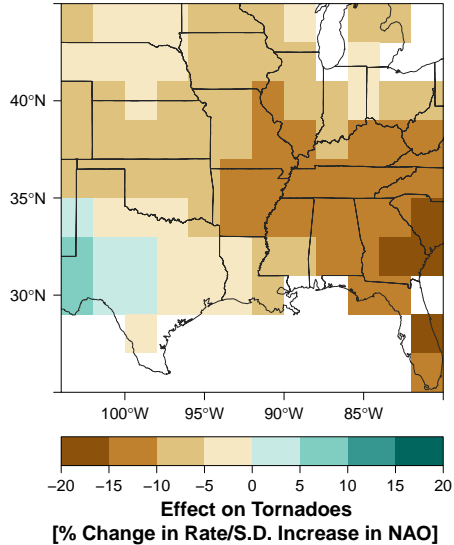 40°N
35°N
30°N
100°W 95°W 90°W 85°W
−20 −15 −10 −5 0 5 10 15 20
Effect on Tornadoes
[% Change in Rate/S.D. Increase in NAO]